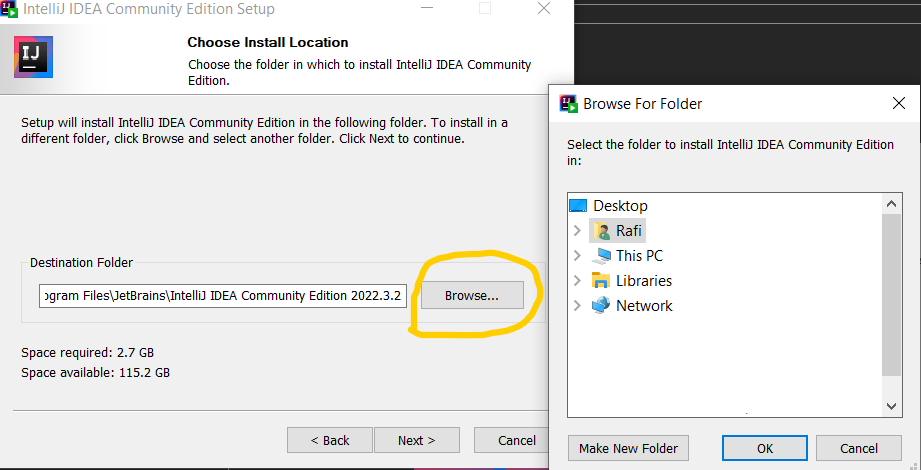 IntelliJ IDEA Community Edition Setup
IJ
Choose Install Location
Choose the folder in which to install IntelliJ IDEA Community
Edition.
Setup will install IntelliJ IDEA Community Edition in the following folder. To install in a
different folder, click Browse and select another folder. Click Next to continue.
Destination Folder
ogram Files\JetBrains\IntelliJ IDEA Community Edition 2022.3.2
Browse...
Space required: 2.7 GB
Space available: 115.2 GB
< Back
Next >
Cancel
Browse For Folder
Select the folder to install IntelliJ IDEA Community Edition
in:
Desktop
Rafi
This PC
Libraries
Network
Make New Folder
OK
Cancel